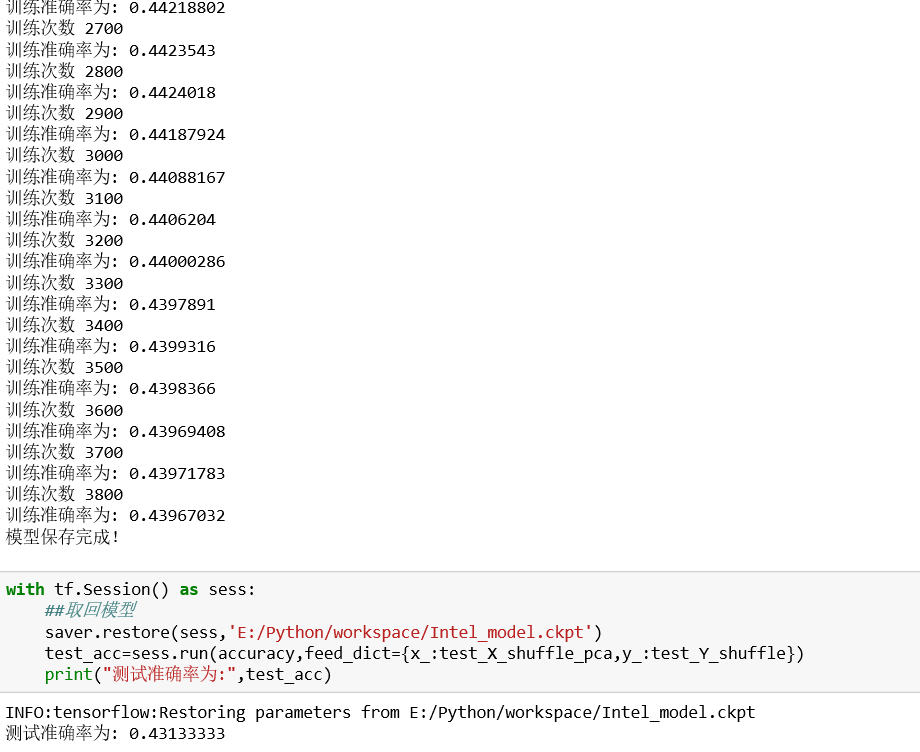 训练准确率为: 0.44218802
训练次数 2700
训练准确率为: 0.4423543
训练次数 2800
训练准确率为: 0.4424018
训练次数 2900
训练准确率为: 0.44187924
训练次数 3000
训练准确率为: 0.44088167
训练次数 3100
训练准确率为: 0.4406204
训练次数 3200
训练准确率为: 0.44000286
训练次数 3300
训练准确率为: 0.4397891
训练次数 3400
训练准确率为: 0.4399316
训练次数 3500
训练准确率为: 0.4398366
训练次数 3600
训练准确率为: 0.43969408
训练次数 3700
训练准确率为: 0.43971783
训练次数 3800
训练准确率为: 0.43967032
模型保存完成!
with tf.Session() as sess:
    ##取回模型
    saver.restore(sess,'E:/Python/workspace/Intel_model.ckpt')
    test_acc=sess.run(accuracy,feed_dict={x_:test_X_shuffle_pca,y_:test_Y_shuffle})
    print("测试准确率为:",test_acc)
INFO:tensorflow:Restoring parameters from E:/Python/workspace/Intel_model.ckpt
测试准确率为: 0.43133333